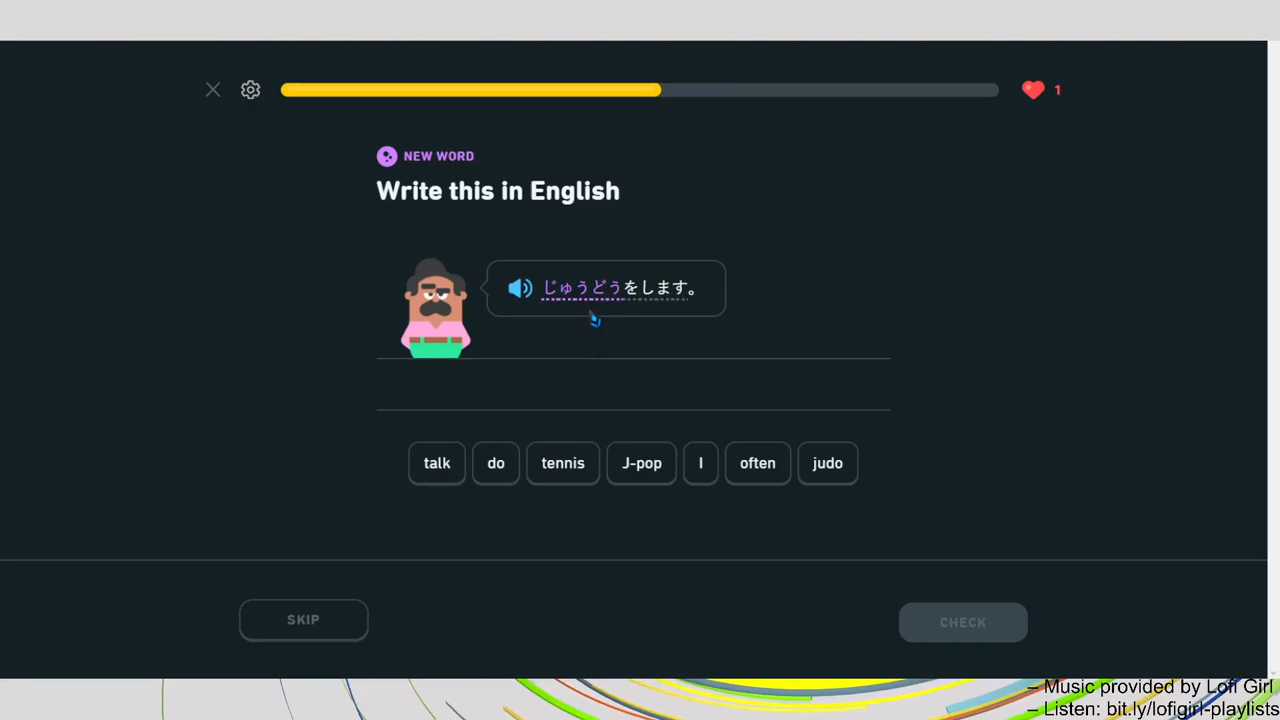 1
NEW WORD
Write this in English
じゅうどうをします。
talk do tennis J-pop I often judo
SKIP CHECK
– Music provided by Lofi Girl
– Listen: bit.ly/lofigirl-playlists